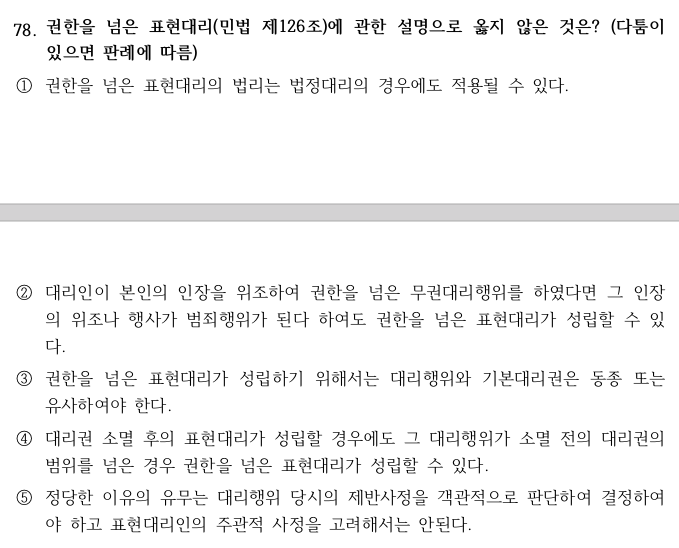 78. 권한을 넘은 표현대리(민법 제126조)에 관한 설명으로 옳지 않은 것은? (다툼이
있으면 판례에 따름)
① 권한을 넘은 표현대리의 법리는 법정대리의 경우에도 적용될 수 있다.
② 대리인이 본인의 인장을 위조하여 권한을 넘은 무권대리행위를 하였다면 그 인장
의 위조나 행사가 범죄행위가 된다 하여도 권한을 넘은 표현대리가 성립할 수 있
다.
③ 권한을 넘은 표현대리가 성립하기 위해서는 대리행위와 기본대리권은 동종 또는
유사하여야 한다.
④ 대리권 소멸 후의 표현대리가 성립할 경우에도 그 대리행위가 소멸 전의 대리권의
범위를 넘은 경우 권한을 넘은 표현대리가 성립할 수 있다.
⑤ 정당한 이유의 유무는 대리행위 당시의 제반사정을 객관적으로 판단하여 결정하여
야 하고 표현대리인의 주관적 사정을 고려해서는 안된다.